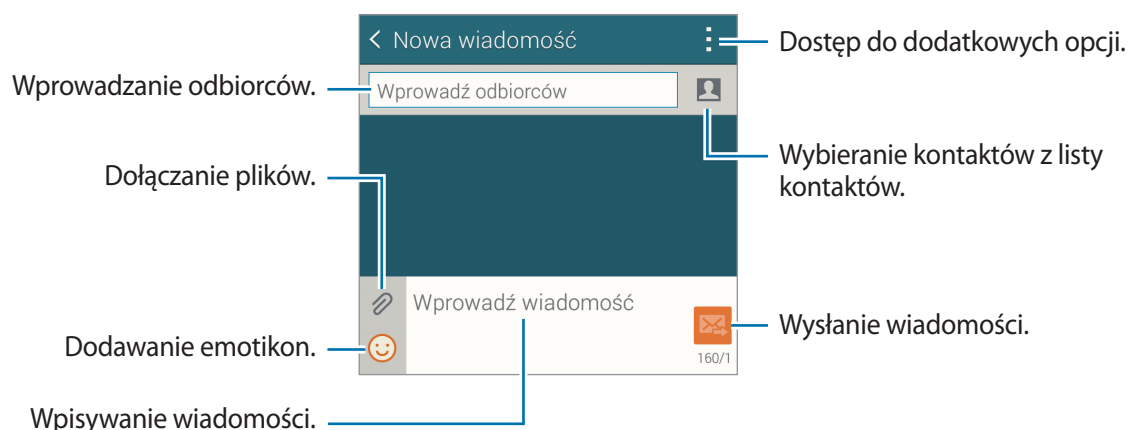 Nowa wiadomość
Dostęp do dodatkowych opcji.
Wprowadzanie odbiorców.
Wprowadź odbiorców
Wybieranie kontaktów z listy
kontaktów.
Dołączanie plików.
Wprowadź wiadomość
Wysłanie wiadomości.
Dodawanie emotikon.
160/1
Wpisywanie wiadomości.